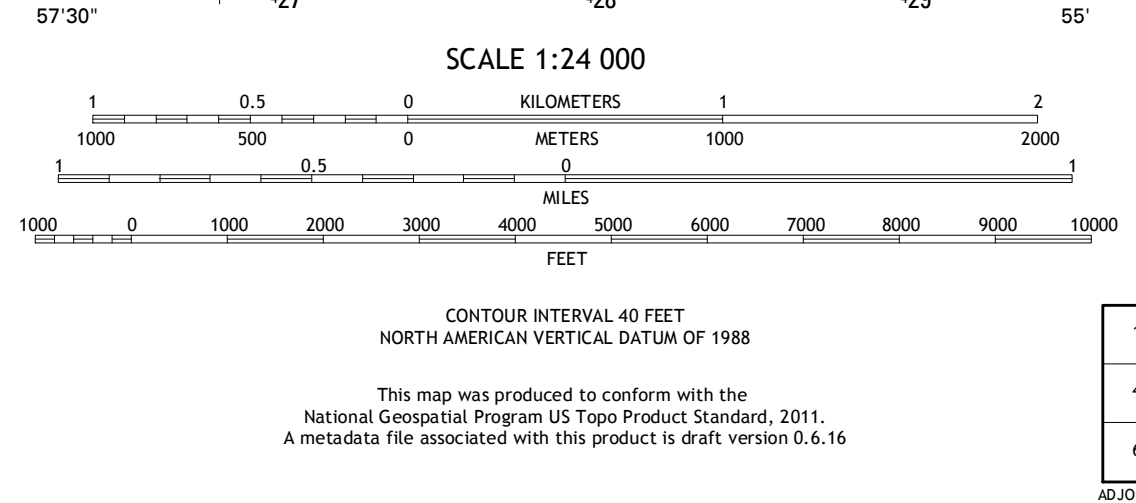 57'30" 55'
SCALE 1:24 000
1 0.5 0 KILOMETERS 1 2
1000 500 0 METERS 1000 2000
1 0.5 0 1
MILES
1000 0 1000 2000 3000 4000 5000 6000 7000 8000 9000 10000
FEET
CONTOUR INTERVAL 40 FEET
NORTH AMERICAN VERTICAL DATUM OF 1988
This map was produced to conform with the
National Geospatial Program US Topo Product Standard, 2011.
A metadata file associated with this product is draft version 0.6.16
ADJO